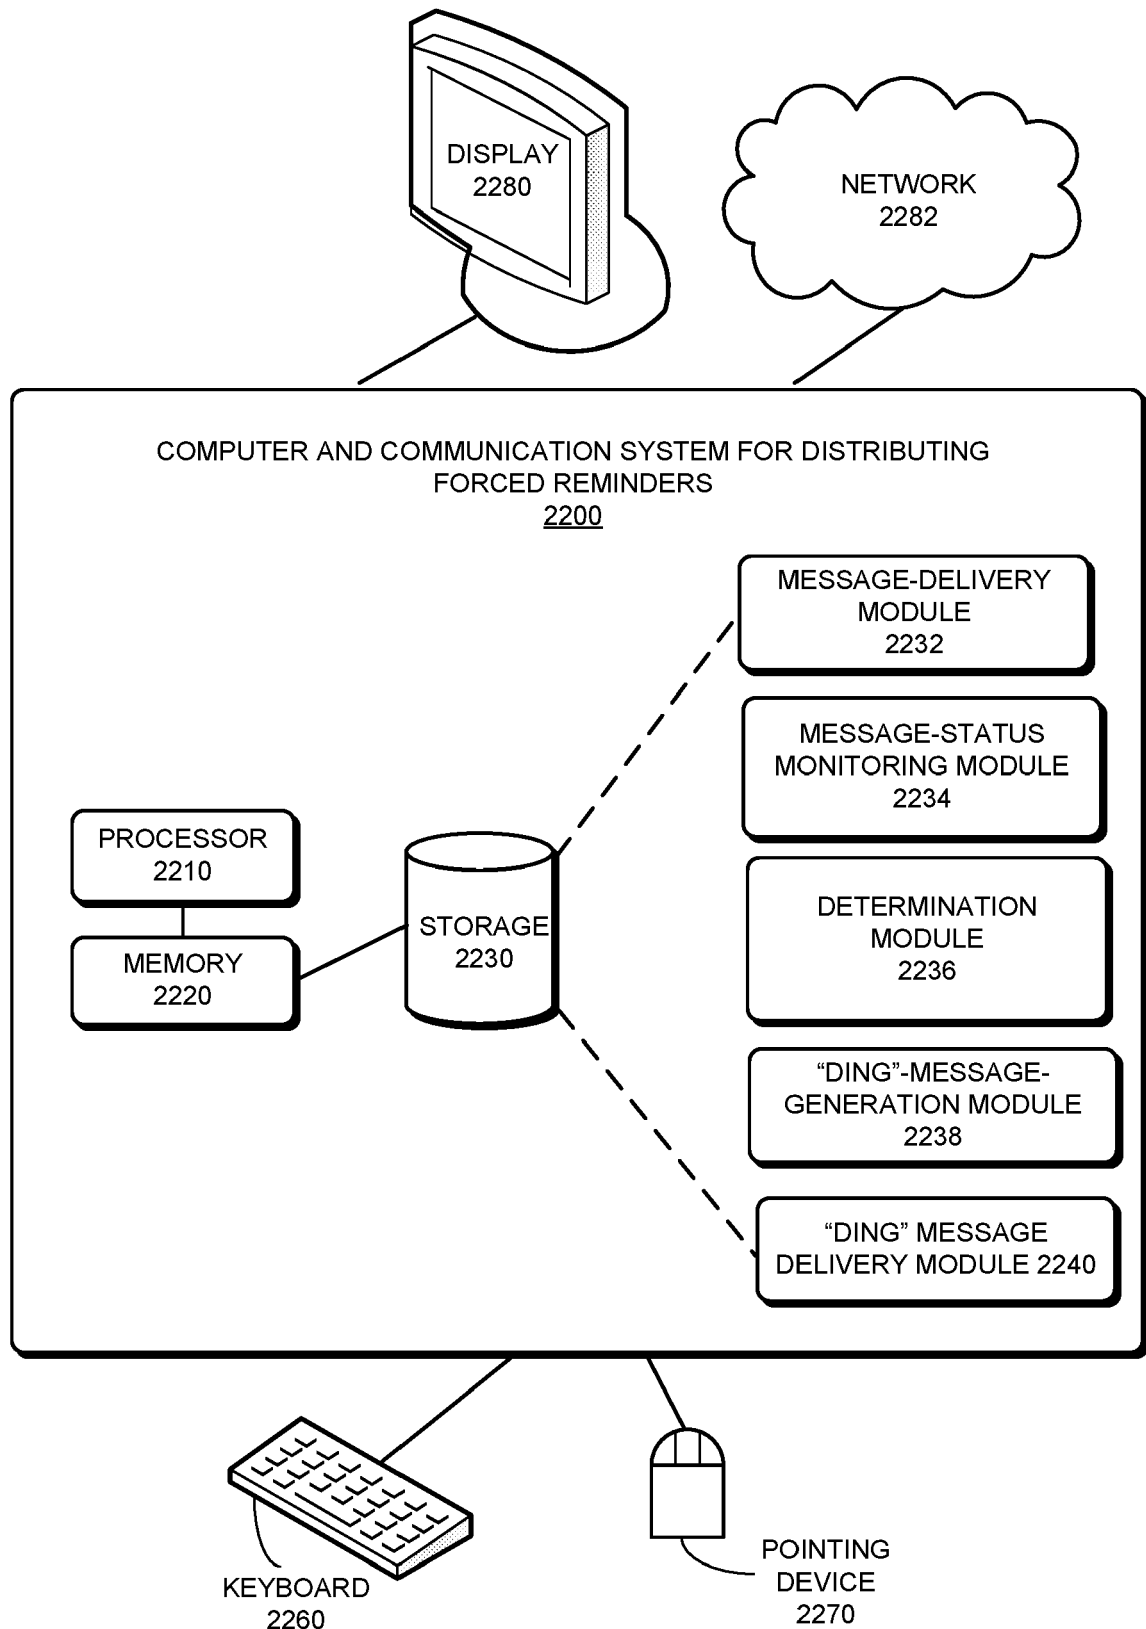 DISPLAY
2280
NETWORK
2282
COMPUTER AND COMMUNICATION SYSTEM FOR DISTRIBUTING
FORCED REMINDERS
2200
MESSAGE-DELIVERY
MODULE
2232
MESSAGE-STATUS
MONITORING MODULE
2234
PROCESSOR
2210
MEMORY
2220
STORAGE
2230
DETERMINATION
MODULE
2236
“DING”-MESSAGE-
GENERATION MODULE
2238
“DING” MESSAGE
DELIVERY MODULE 2240
KEYBOARD
2260
POINTING
DEVICE
2270